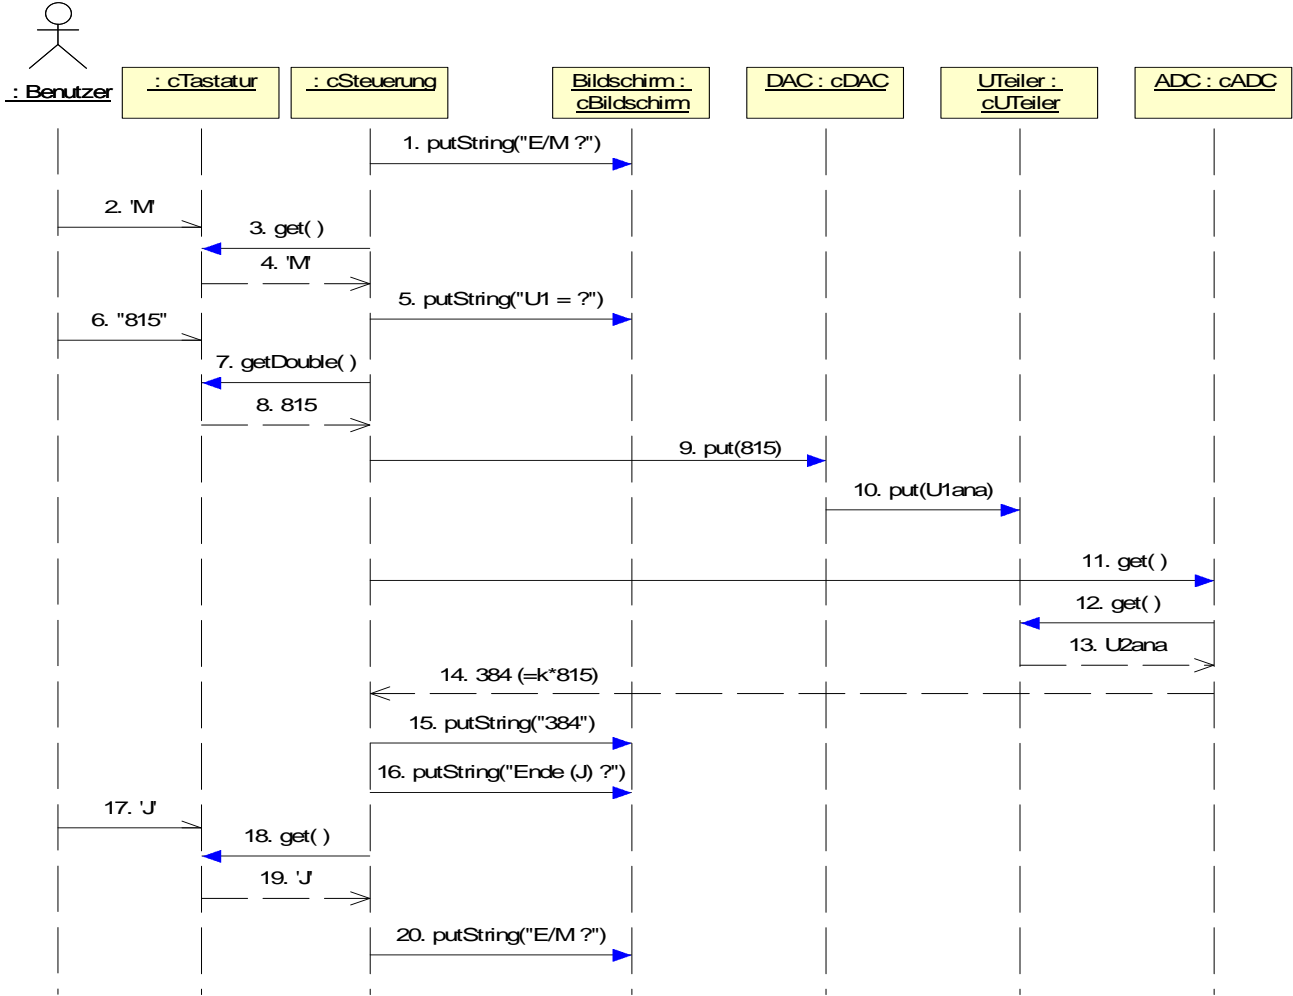 : Benutzer
: cTastatur
: cSteuerung
Bildschirm :
cBildschirm
DAC : cDAC
UTeiler :
cUTeiler
ADC : cADC
1. putString("E/M ?")
2. 'M'
3. get( )
4. 'M'
5. putString("U1 = ?")
6. "815"
7. getDouble( )
8. 815
9. put(815)
10. put(U1ana)
11. get( )
12. get( )
13. U2ana
14. 384 (=k*815)
15. putString("384")
16. putString("Ende (J) ?")
17. 'J'
18. get( )
19. 'J'
20. putString("E/M ?")